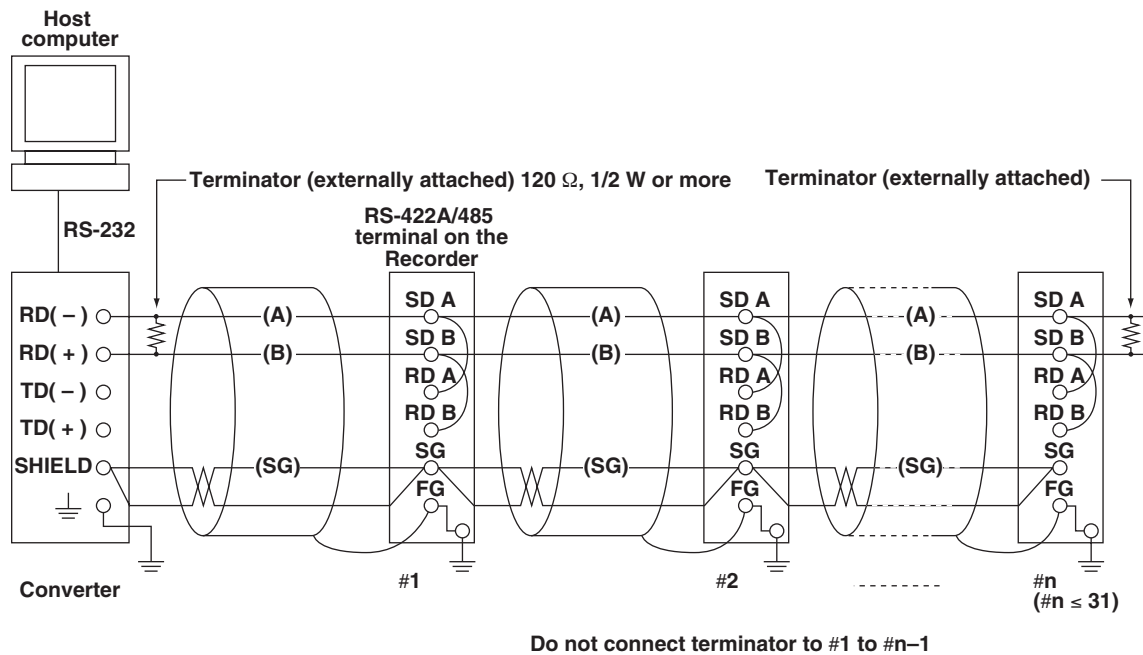 Host
computer
Terminator (externally attached) 120 Ω, 1/2 W or more
Terminator (externally attached)
RS-232
RS-422A/485
terminal on the
Recorder
RD( – )
RD( + )
TD( – )
TD( + )
SHIELD
(A)
(B)
(SG)
SD A
SD B
RD A
RD B
SG
FG
(A)
(B)
(SG)
SD A
SD B
RD A
RD B
SG
FG
(A)
(B)
(SG)
SD A
SD B
RD A
RD B
SG
FG
Converter
#1
#2
#n
(#n ≤ 31)
Do not connect terminator to #1 to #n–1